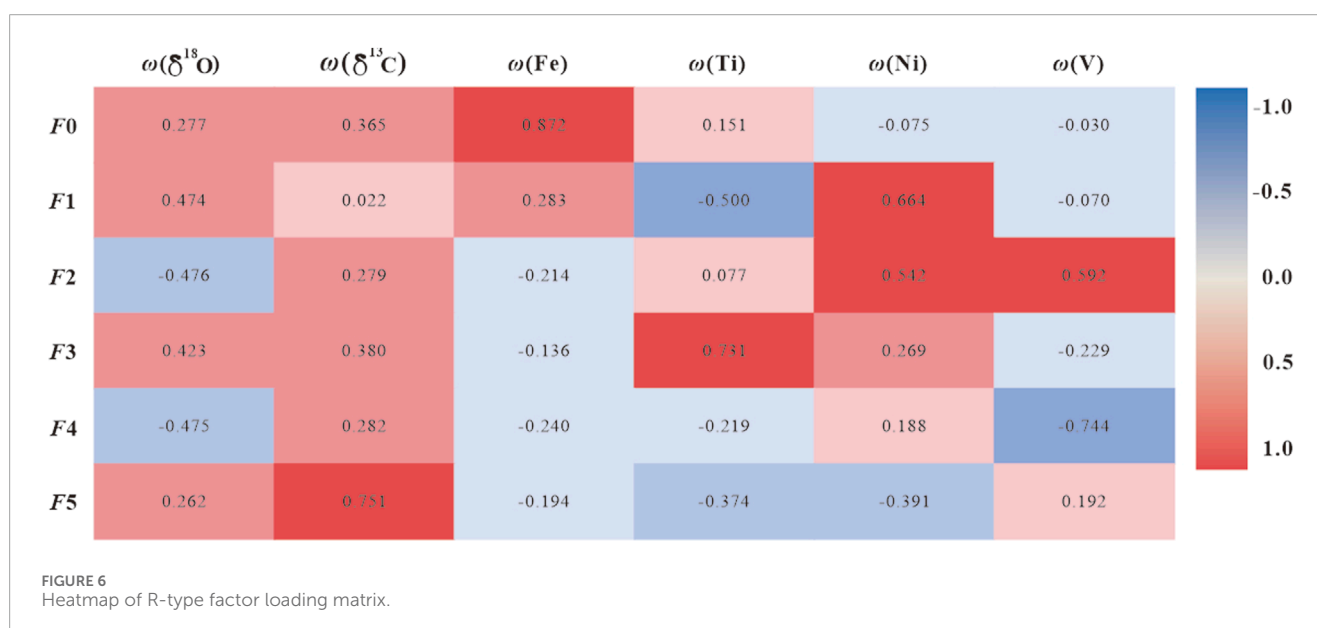 ω(δ¹⁸O) ω(δ¹³C) ω(Fe) ω(Ti) ω(Ni) ω(V)
F0 0.277 0.365 0.872 0.151 -0.075 -0.030
F1 0.474 0.022 0.283 -0.500 0.664 -0.070
F2 -0.476 0.279 -0.214 0.077 0.542 0.592
F3 0.423 0.380 -0.136 0.731 0.269 -0.229
F4 -0.475 0.282 -0.240 -0.219 0.188 -0.744
F5 0.262 0.751 -0.194 -0.374 -0.391 0.192
-1.0
-0.5
0.0
0.5
1.0
FIGURE 6
Heatmap of R-type factor loading matrix.